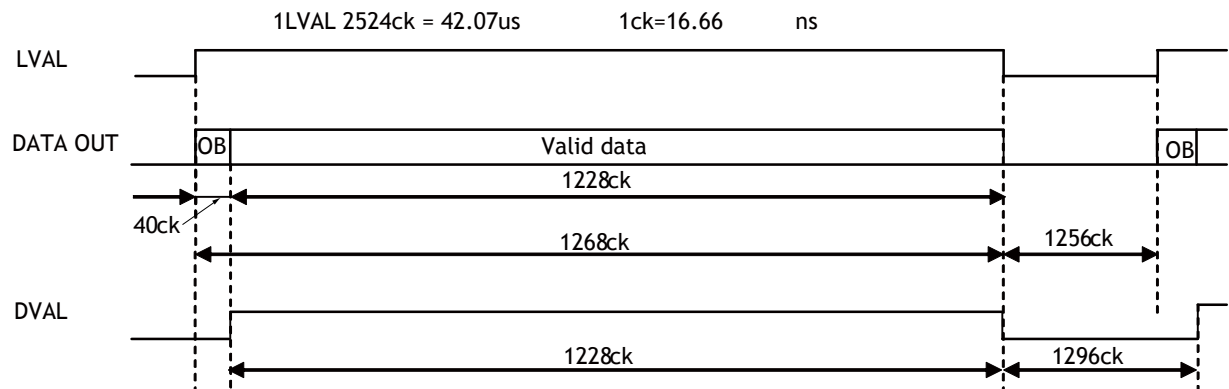 1LVAL 2524ck = 42.07us 1ck=16.66 ns
LVAL
DATA OUT OB Valid data OB
1228ck
40ck
1268ck 1256ck
DVAL
1228ck 1296ck